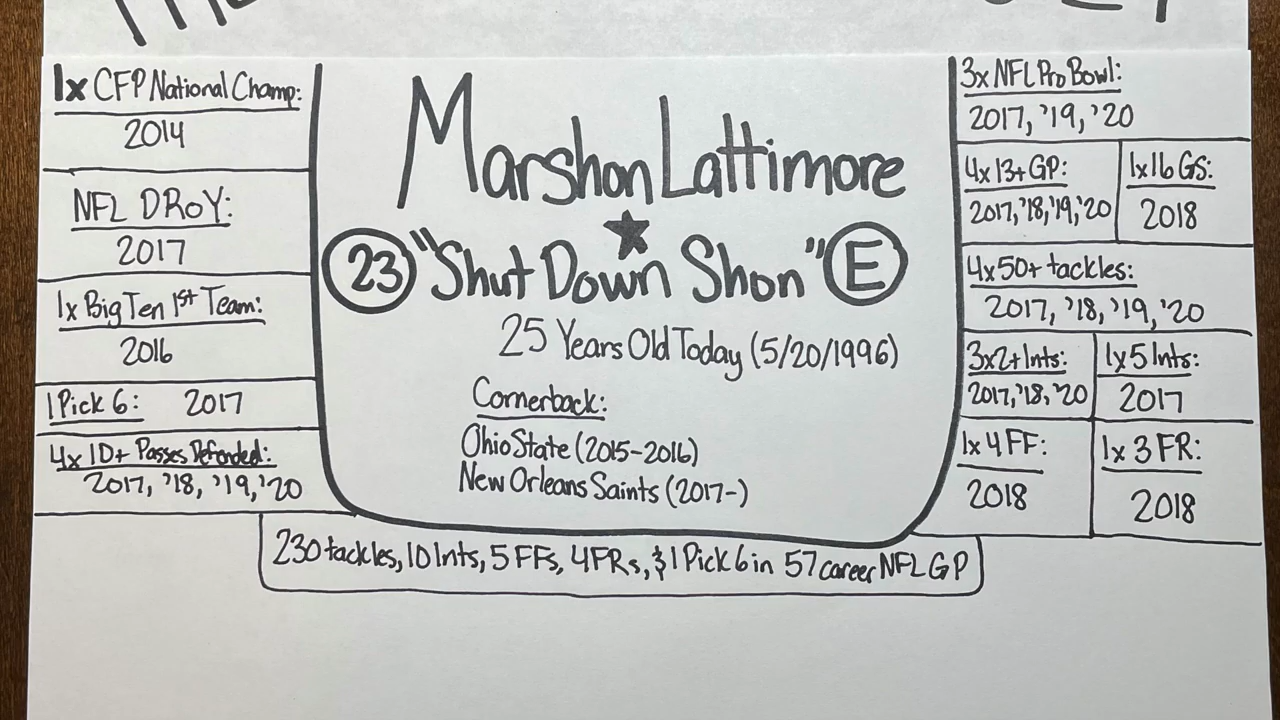 1x CFP National Champ:
2014
NFL DRoY:
2017
1x Big Ten 1st Team:
2016
1 Pick 6: 2017
4x 10+ Passes Defended:
2017, '18, '19, '20
Marshon Lattimore
23 "Shut Down Shon" E
25 Years Old Today (5/20/1996)
Cornerback:
Ohio State (2015-2016)
New Orleans Saints (2017-)
3x NFL Pro Bowl:
2017, '19, '20
4x 13+ GP:
2017, '18, '19, '20
1x 16 GS:
2018
4x 50+ tackles:
2017, '18, '19, '20
3x 2+ Ints:
2017, '18, '20
1x 5 Ints:
2017
1x 4 FF:
2018
1x 3 FR:
2018
230 tackles, 10 Ints, 5 FFs, 4 FRs, & 1 Pick 6 in 57 career NFL GP